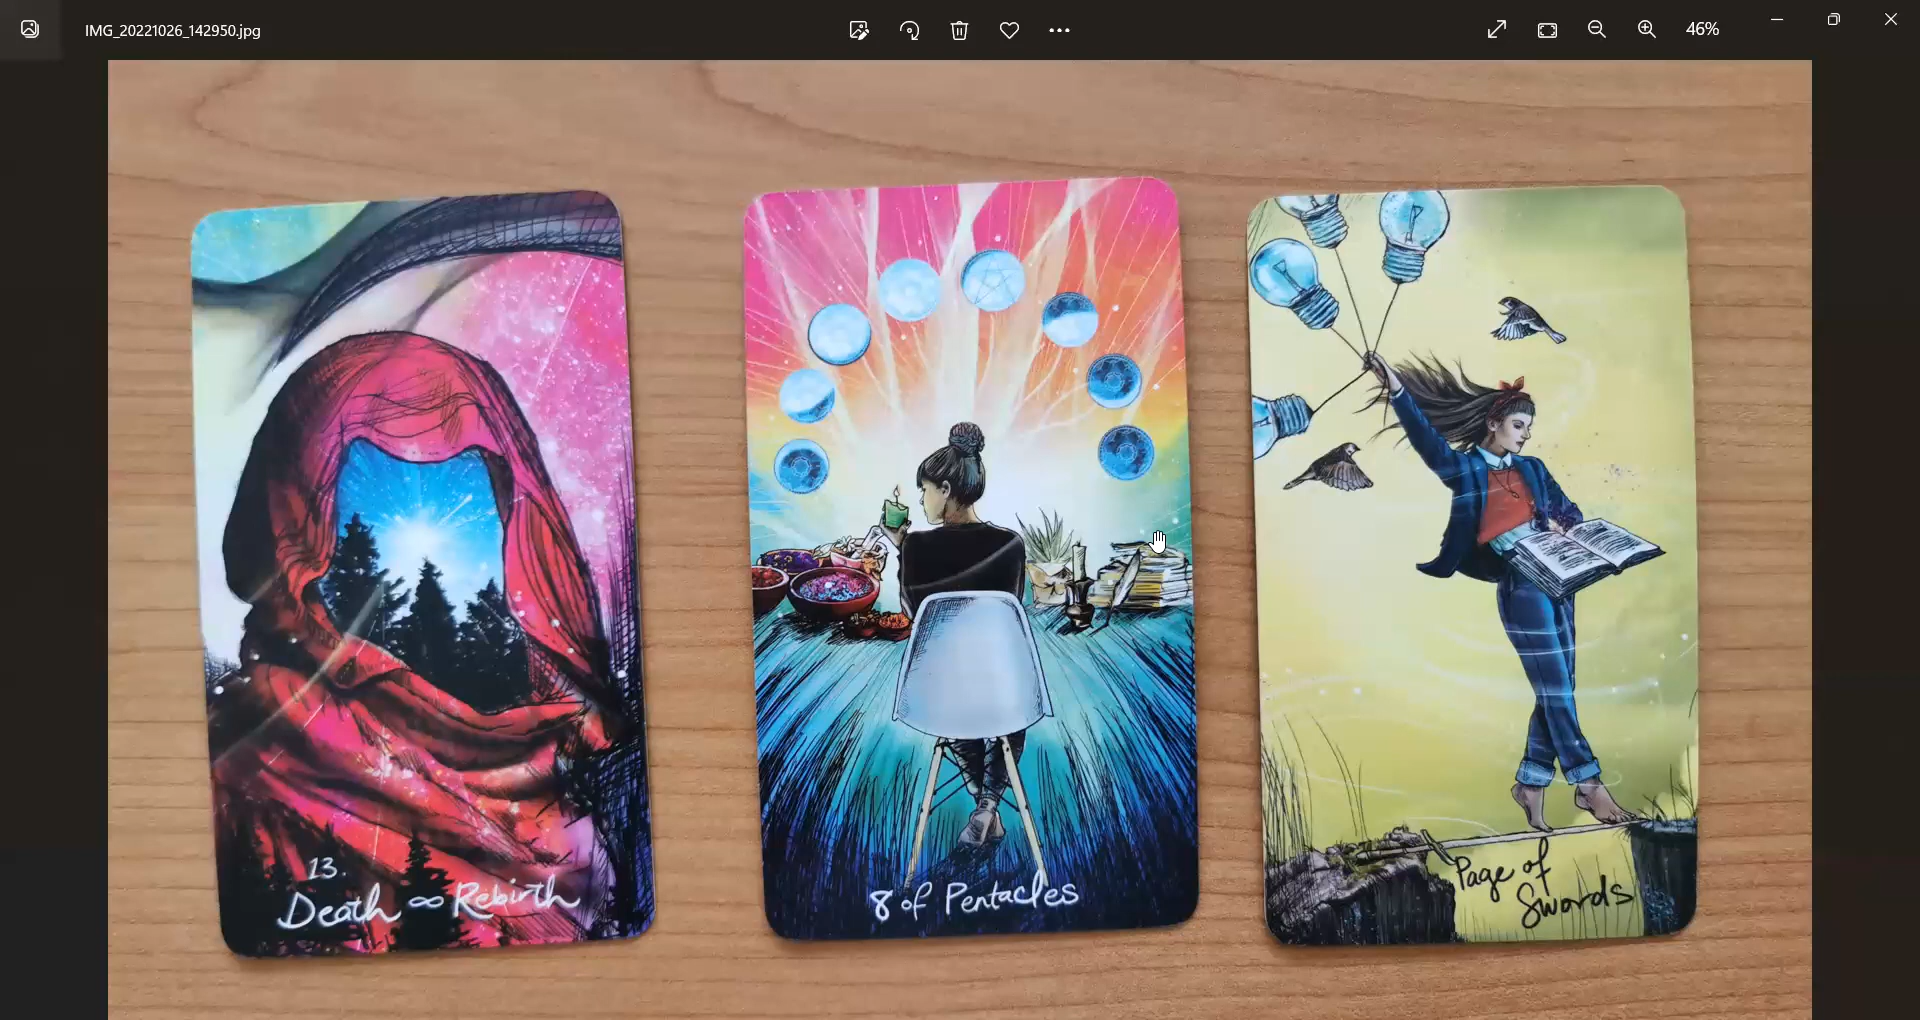 IMG_20221026_142950.jpg
46%
13.
Death ∞ Rebirth
8 of Pentacles
Page of
Swords